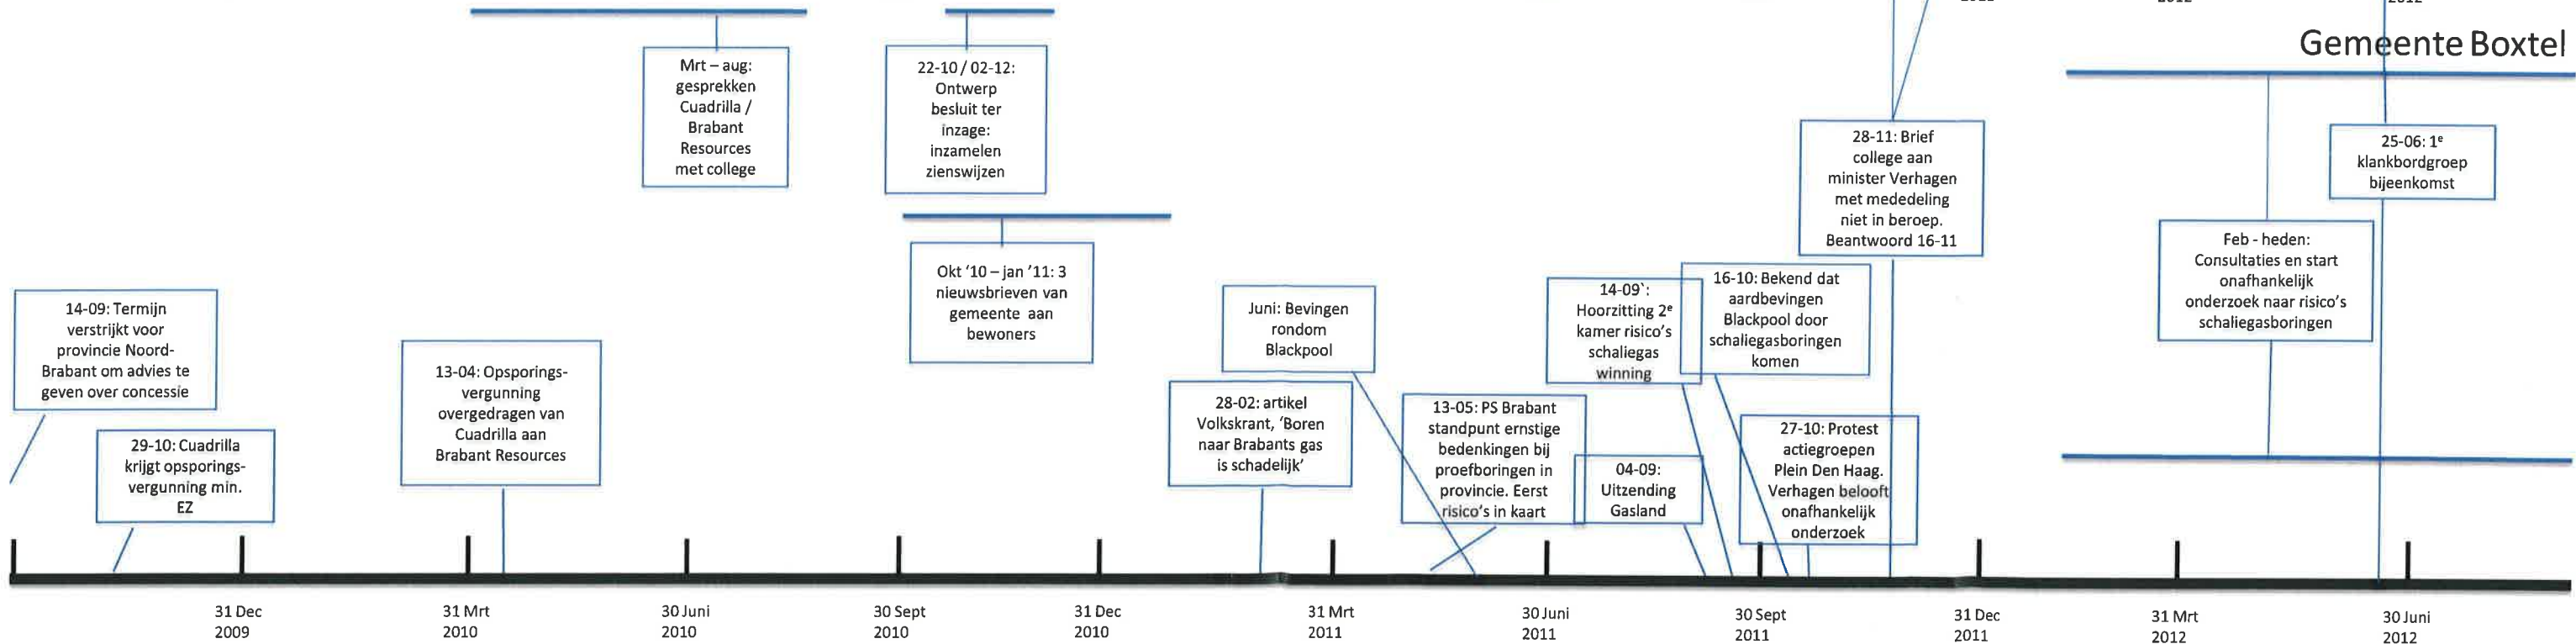 Gemeente Boxtel
Mrt – aug:
gesprekken
Cuadrilla /
Brabant
Resources
met college
22-10 / 02-12:
Ontwerp
besluit ter
inzage:
inzamelen
zienswijzen
28-11: Brief
college aan
minister Verhagen
met mededeling
niet in beroep.
Beantwoord 16-11
25-06: 1e
klankbordgroep
bijeenkomst
Okt '10 – jan '11: 3
nieuwsbrieven van
gemeente aan
bewoners
Feb - heden:
Consultaties en start
onafhankelijk
onderzoek naar risico's
schaliegasboringen
14-09: Termijn
verstrijkt voor
provincie Noord-
Brabant om advies te
geven over concessie
29-10: Cuadrilla
krijgt opsporings-
vergunning min.
EZ
13-04: Opsporings-
vergunning
overgedragen van
Cuadrilla aan
Brabant Resources
Juni: Bevingen
rondom
Blackpool
28-02: artikel
Volkskrant, 'Boren
naar Brabants gas
is schadelijk'
13-05: PS Brabant
standpunt ernstige
bedenkingen bij
proefboringen in
provincie. Eerst
risico's in kaart
14-09`:
Hoorzitting 2e
kamer risico's
schaliegas
winning
04-09:
Uitzending
Gasland
16-10: Bekend dat
aardbevingen
Blackpool door
schaliegasboringen
komen
27-10: Protest
actiegroepen
Plein Den Haag.
Verhagen belooft
onafhankelijk
onderzoek
31 Dec
2009
31 Mrt
2010
30 Juni
2010
30 Sept
2010
31 Dec
2010
31 Mrt
2011
30 Juni
2011
30 Sept
2011
31 Dec
2011
31 Mrt
2012
30 Juni
2012